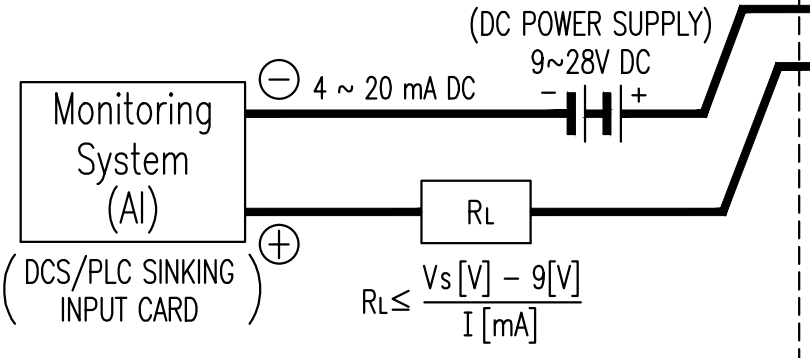 (DC POWER SUPPLY)
9~28V DC
− +
− 4 ~ 20 mA DC
Monitoring
System
(AI)
RL
+
( DCS/PLC SINKING
INPUT CARD )
RL ≤ Vs [V] − 9[V]
I [mA]